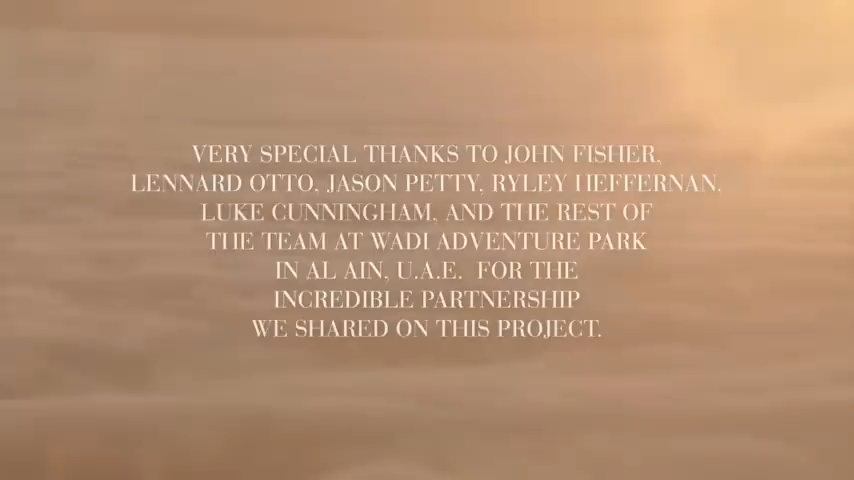 VERY SPECIAL THANKS TO JOHN FISHER,
LENNARD OTTO, JASON PETTY, RYLEY HEFFERNAN,
LUKE CUNNINGHAM, AND THE REST OF
THE TEAM AT WADI ADVENTURE PARK
IN AL AIN, U.A.E.  FOR THE
INCREDIBLE PARTNERSHIP
WE SHARED ON THIS PROJECT.